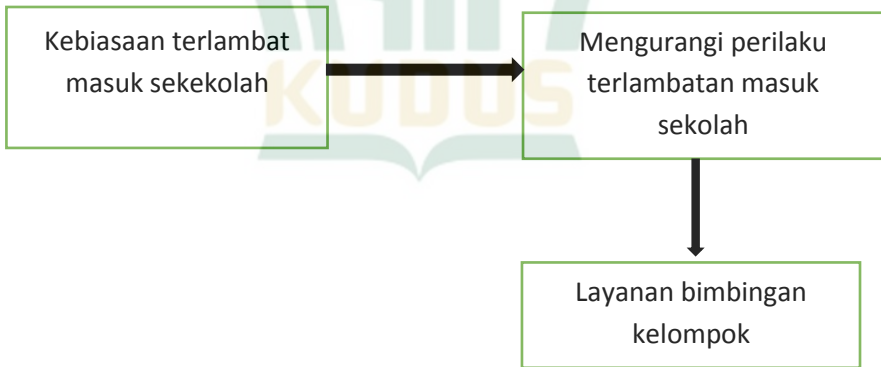 Kebiasaan terlambat
masuk sekekolah
Mengurangi perilaku
terlambatan masuk
sekolah
KUDUS
Layanan bimbingan
kelompok